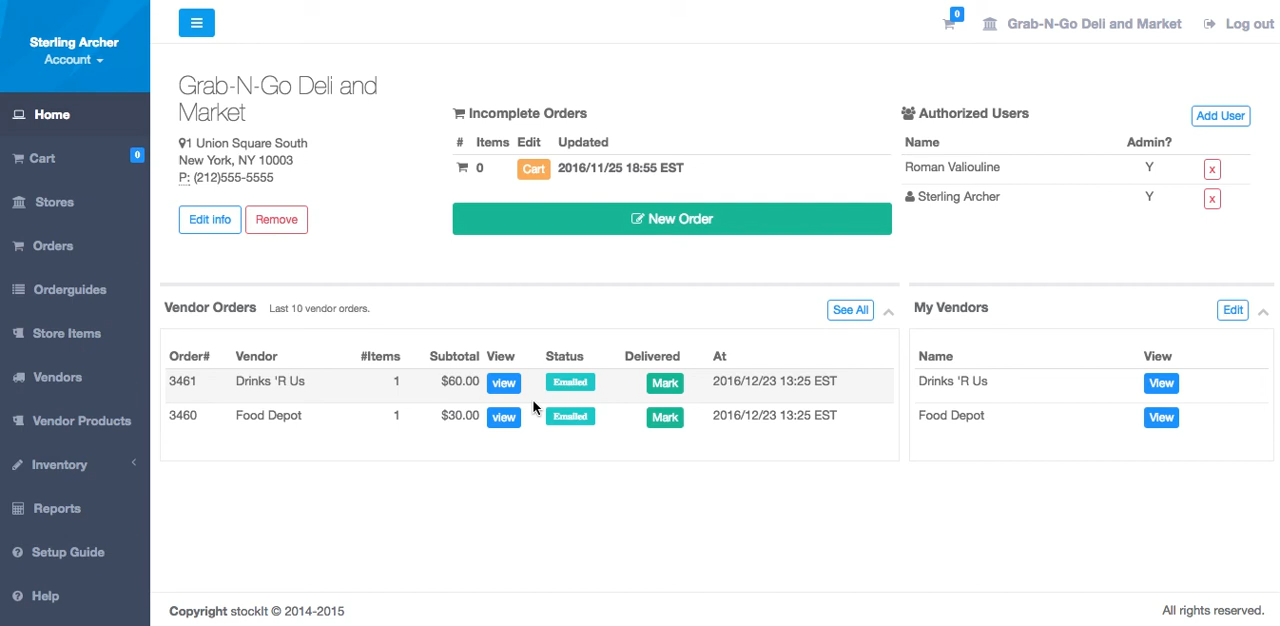 Sterling Archer
Account
Home
Cart 0
Stores
Orders
Orderguides
Store Items
Vendors
Vendor Products
Inventory
Reports
Setup Guide
Help
0
Grab-N-Go Deli and Market
Log out
Grab-N-Go Deli and
Market
1 Union Square South
New York, NY 10003
P: (212)555-5555
Edit info Remove
Incomplete Orders
# Items Edit Updated
0 Cart 2016/11/25 18:55 EST
New Order
Authorized Users Add User
Name Admin?
Roman Valiouline Y x
Sterling Archer Y x
Vendor Orders Last 10 vendor orders. See All
Order# Vendor #Items Subtotal View Status Delivered At
3461 Drinks 'R Us 1 $60.00 view Emailed Mark 2016/12/23 13:25 EST
3460 Food Depot 1 $30.00 view Emailed Mark 2016/12/23 13:25 EST
My Vendors Edit
Name View
Drinks 'R Us View
Food Depot View
Copyright stockIt © 2014-2015
All rights reserved.